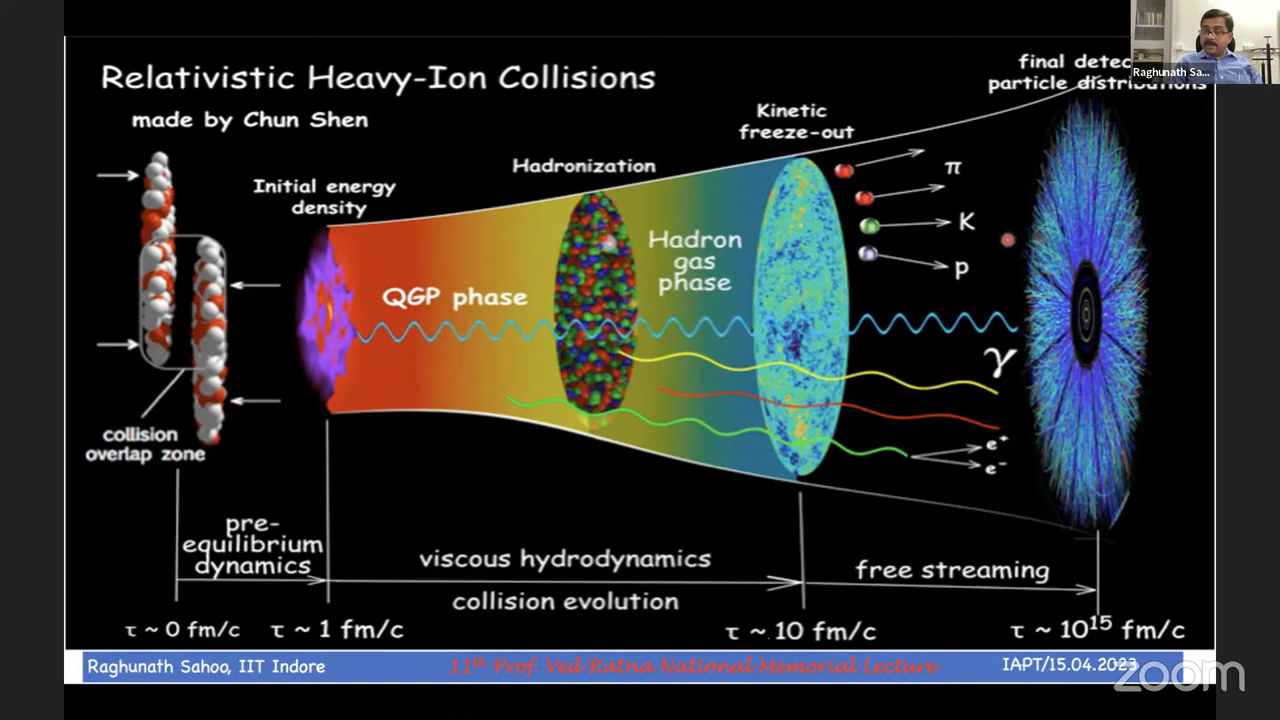 Raghunath Sa...
Relativistic Heavy-Ion Collisions
made by Chun Shen
final detec
particle distributions
Kinetic
freeze-out
Hadronization
Initial energy
density
π
K
p
Hadron
gas
phase
QGP phase
γ
collision
overlap zone
e⁺
e⁻
pre-
equilibrium
dynamics
viscous hydrodynamics
collision evolution
free streaming
τ ~ 0 fm/c
τ ~ 1 fm/c
τ ~ 10 fm/c
τ ~ 10¹⁵ fm/c
Raghunath Sahoo, IIT Indore
11ᵗʰ Prof. Ved Ratna National Memorial Lecture
IAPT/15.04.2023
zoom